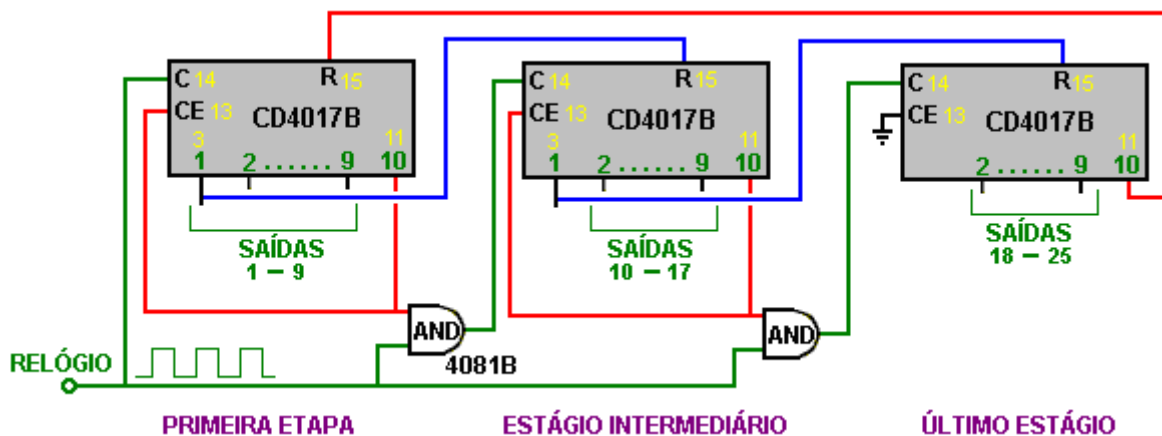 C 14
R 15
CE 13
CD4017B
3
11
1 2 ...... 9 10
SAÍDAS
1 – 9
C 14
R 15
CE 13
CD4017B
3
11
1 2 ...... 9 10
SAÍDAS
10 – 17
C 14
R 15
CE 13
CD4017B
11
2 ...... 9 10
SAÍDAS
18 – 25
AND
4081B
AND
RELÓGIO
PRIMEIRA ETAPA
ESTÁGIO INTERMEDIÁRIO
ÚLTIMO ESTÁGIO